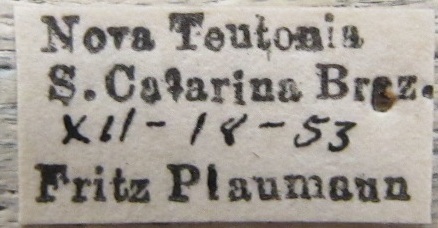 Nova Teutonia
S. Catarina Braz.
XII-18-53
Fritz Plaumann